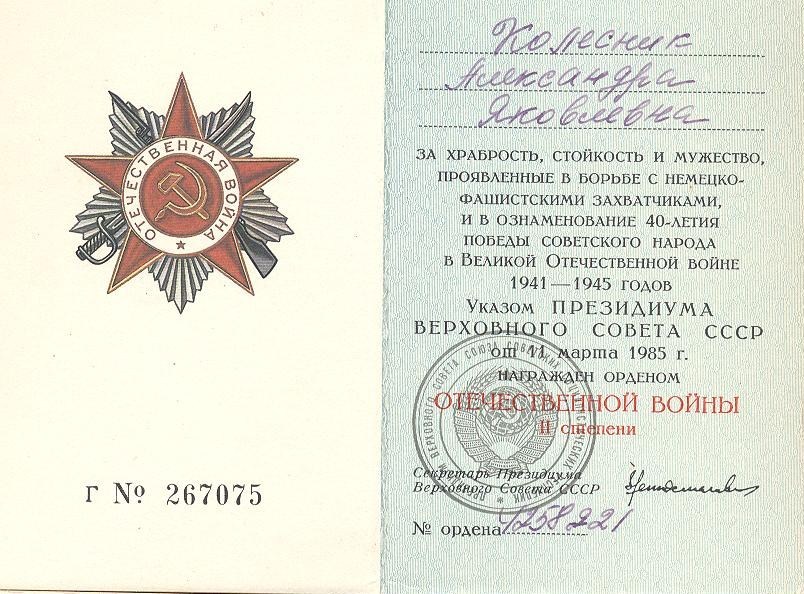 ОТЕЧЕСТВЕННАЯ ВОЙНА
Г № 267075
Колесник
Александра
Яковлевна
ЗА ХРАБРОСТЬ, СТОЙКОСТЬ И МУЖЕСТВО,
ПРОЯВЛЕННЫЕ В БОРЬБЕ С НЕМЕЦКО-
ФАШИСТСКИМИ ЗАХВАТЧИКАМИ,
И В ОЗНАМЕНОВАНИЕ 40-ЛЕТИЯ
ПОБЕДЫ СОВЕТСКОГО НАРОДА
В ВЕЛИКОЙ ОТЕЧЕСТВЕННОЙ ВОЙНЕ
1941—1945 ГОДОВ
УКАЗОМ ПРЕЗИДИУМА
ВЕРХОВНОГО СОВЕТА СССР
от 11 марта 1985 г.
НАГРАЖДЕН ОРДЕНОМ
ОТЕЧЕСТВЕННОЙ ВОЙНЫ
II степени
Секретарь Президиума
Верховного Совета СССР
№ ордена 4258221